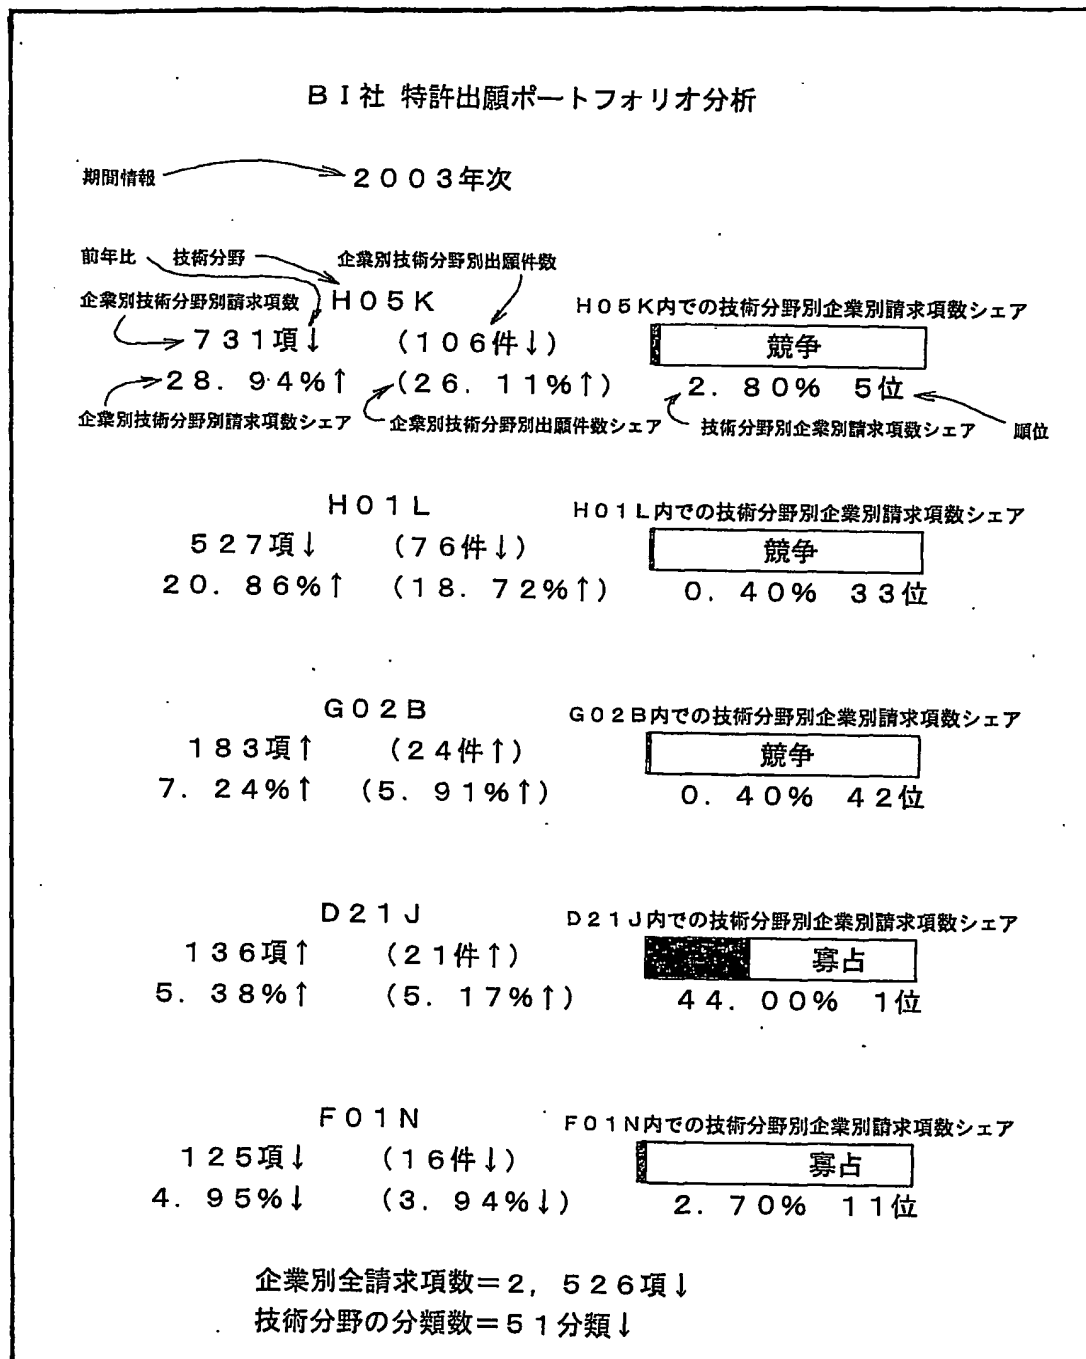 BI社 特許出願ポートフォリオ分析
期間情報 2003年次
前年比 技術分野 企業別技術分野別出願件数
企業別技術分野別請求項数 H05K H05K内での技術分野別企業別請求項数シェア
731項↓ (106件↓) 競争
28.94%↑ (26.11%↑) 2.80% 5位
企業別技術分野別請求項数シェア 企業別技術分野別出願件数シェア 技術分野別企業別請求項数シェア 順位
H01L H01L内での技術分野別企業別請求項数シェア
527項↓ (76件↓) 競争
20.86%↑ (18.72%↑) 0.40% 33位
G02B G02B内での技術分野別企業別請求項数シェア
183項↑ (24件↑) 競争
7.24%↑ (5.91%↑) 0.40% 42位
D21J D21J内での技術分野別企業別請求項数シェア
136項↑ (21件↑) 寡占
5.38%↑ (5.17%↑) 44.00% 1位
F01N F01N内での技術分野別企業別請求項数シェア
125項↓ (16件↓) 寡占
4.95%↓ (3.94%↓) 2.70% 11位
企業別全請求項数=2,526項↓
技術分野の分類数=51分類↓